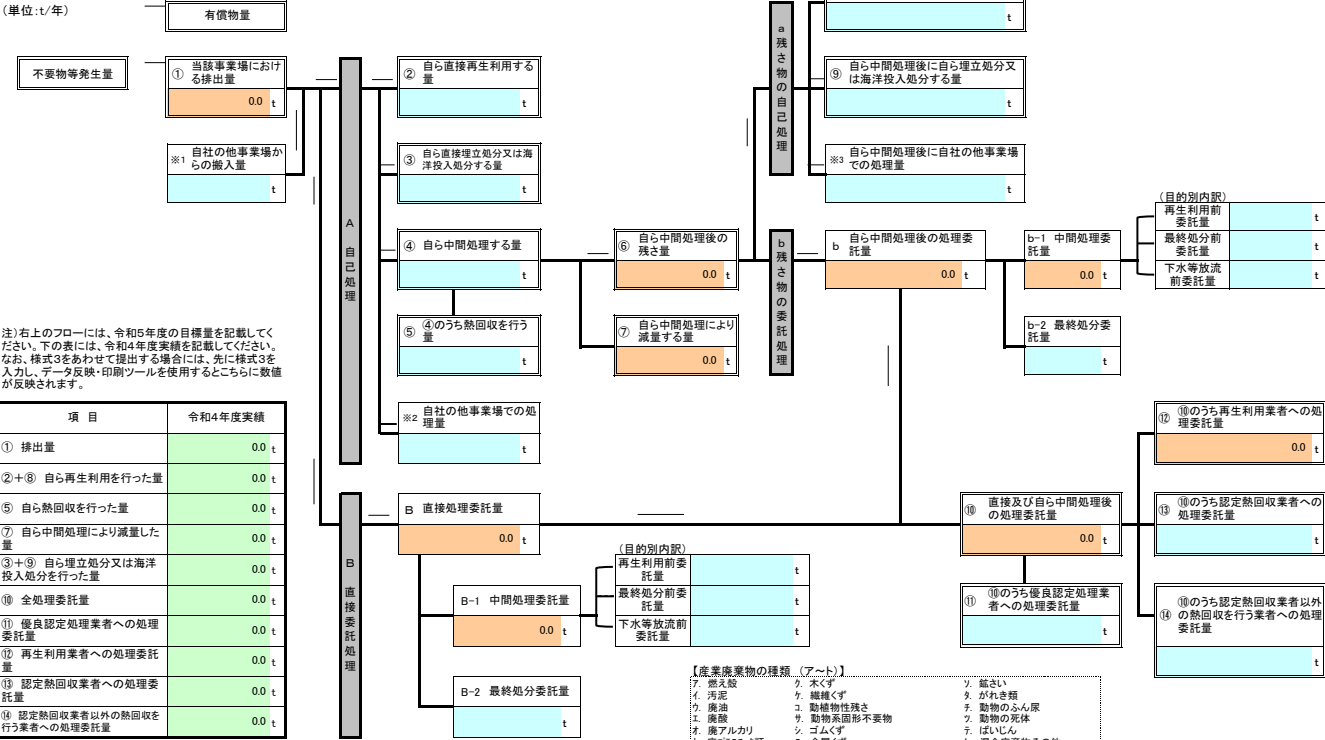 （単位：t/年）
有償物量
t
不要物等発生量
① 当該事業場におけ
る排出量
0.0 t
※1 自社の他事業場か
らの搬入量
t
A 自己処理
② 自ら直接再生利用する
量
t
③ 自ら直接埋立処分又は海
洋投入処分する量
t
④ 自ら中間処理する量
t
⑤ ④のうち熱回収を行う
量
t
※2 自社の他事業場での処
理量
t
⑥ 自ら中間処理後の
残さ量
0.0 t
⑦ 自ら中間処理により
減量する量
0.0 t
a 残さ物の自己処理
⑨ 自ら中間処理後に自ら埋立処分又
は海洋投入処分する量
t
※3 自ら中間処理後に自社の他事業場
での処理量
t
b 残さ物の委託処理
b 自ら中間処理後の処理委
託量
0.0 t
b-1 中間処理委
託量
0.0 t
（目的別内訳）
再生利用前
委託量
t
最終処分前
委託量
t
下水等放流
前委託量
t
b-2 最終処分委
託量
t
注）右上のフローには、令和5年度の目標量を記載してく
ださい。下の表には、令和4年度実績を記載してください。
なお、様式3をあわせて提出する場合には、先に様式3を
入力し、データ反映・印刷ツールを使用するとこちらに数値
が反映されます。
項 目 令和4年度実績
① 排出量 0.0 t
②＋⑧ 自ら再生利用を行った量 0.0 t
⑤ 自ら熱回収を行った量 0.0 t
⑦ 自ら中間処理により減量した
量 0.0 t
③＋⑨ 自ら埋立処分又は海洋
投入処分を行った量 0.0 t
⑩ 全処理委託量 0.0 t
⑪ 優良認定処理業者への処理
委託量 0.0 t
⑫ 再生利用業者への処理委託
量 0.0 t
⑬ 認定熱回収業者への処理委
託量 0.0 t
⑭ 認定熱回収業者以外の熱回収を
行う業者への処理委託量 0.0 t
B 直接委託処理
B 直接処理委託量
0.0 t
B-1 中間処理委託量
0.0 t
（目的別内訳）
再生利用前委
託量
t
最終処分前委
託量
t
下水等放流前
委託量
t
B-2 最終処分委託量
t
⑩ 直接及び自ら中間処理後
の処理委託量
0.0 t
⑪ ⑩のうち優良認定処理業
者への処理委託量
t
⑫ ⑩のうち再生利用業者への処
理委託量
0.0 t
⑬ ⑩のうち認定熱回収業者への
処理委託量
t
⑭ ⑩のうち認定熱回収業者以外
の熱回収を行う業者への処理
委託量
t
【産業廃棄物の種類 （ア～ト）】
ア. 燃え殻 ク. 木くず ソ. 鉱さい
イ. 汚泥 ケ. 繊維くず タ. がれき類
ウ. 廃油 コ. 動植物性残さ チ. 動物のふん尿
エ. 廃酸 サ. 動物系固形不要物 ツ. 動物の死体
オ. 廃アルカリ シ. ゴムくず テ. ばいじん